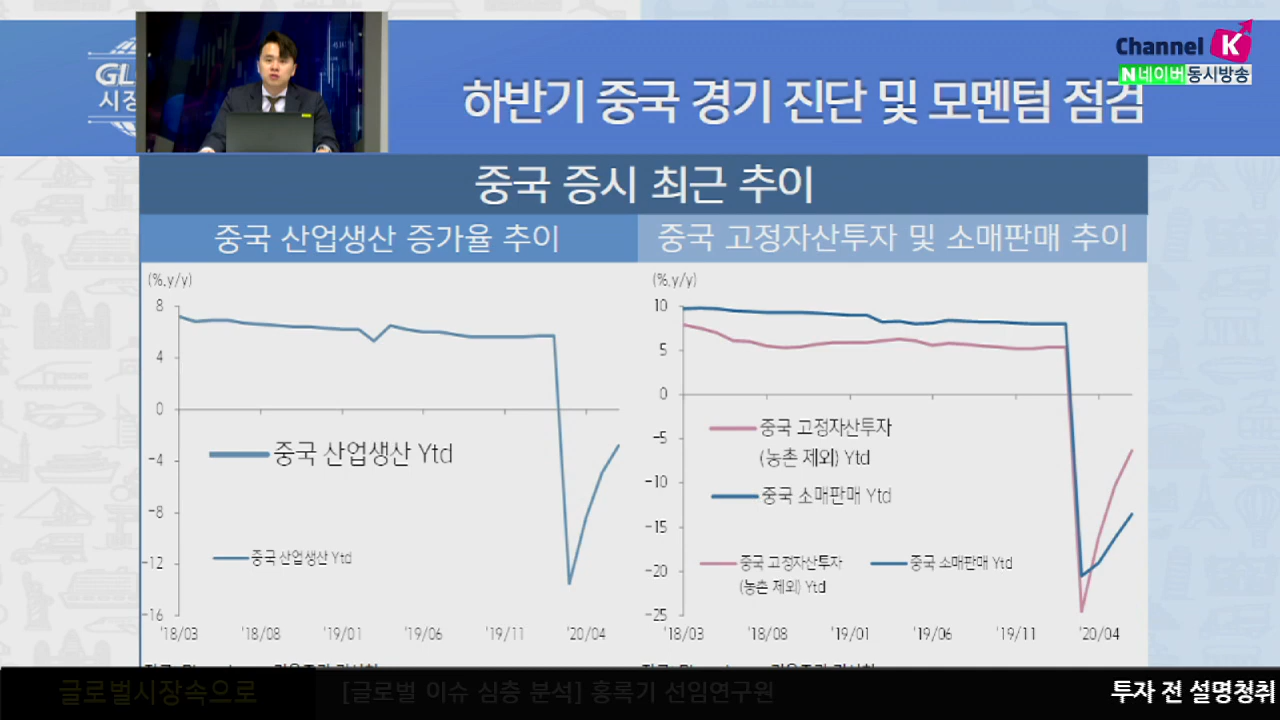 GL
시장
Channel K
N 네이버 동시방송
하반기 중국 경기 진단 및 모멘텀 점검
중국 증시 최근 추이
중국 산업생산 증가율 추이
중국 고정자산투자 및 소매판매 추이
(%.y/y)
8
4
0
-4
-8
-12
-16
중국 산업생산 Ytd
중국 산업생산 Ytd
'18/03
'18/08
'19/01
'19/06
'19/11
'20/04
(%.y/y)
10
5
0
-5
-10
-15
-20
-25
중국 고정자산투자
(농촌 제외) Ytd
중국 소매판매 Ytd
중국 고정자산투자
(농촌 제외) Ytd
중국 소매판매 Ytd
'18/03
'18/08
'19/01
'19/06
'19/11
'20/04
글로벌시장속으로
[글로벌 이슈 심층 분석] 홍록기 선임연구원
투자 전 설명청취